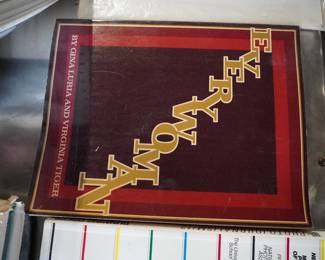 EVERYWOMAN
BY GINA LURIA AND VIRGINIA TIGER